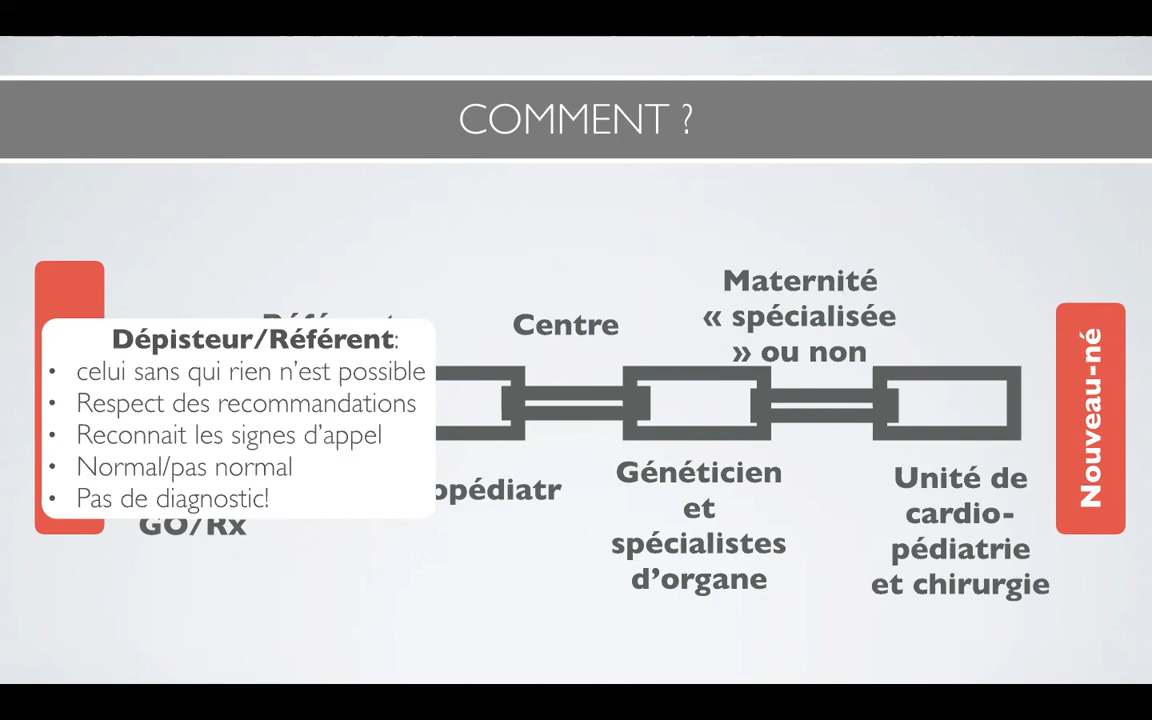 COMMENT ?
Dépisteur/Référent:
• celui sans qui rien n’est possible
• Respect des recommandations
• Reconnait les signes d’appel
• Normal/pas normal
• Pas de diagnostic!
GO/Rx
Centre
Maternité
« spécialisée
» ou non
Généticien
et
spécialistes
d’organe
Unité de
cardio-
pédiatrie
et chirurgie
Nouveau-né